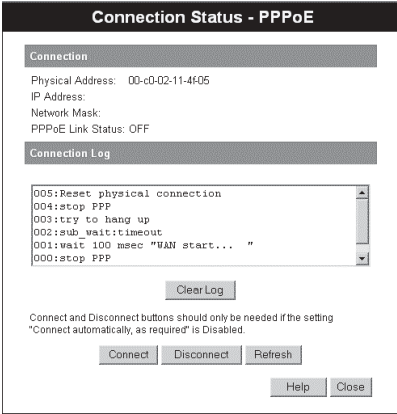 Connection Status - PPPoE
Connection
Physical Address: 00-c0-02-11-4f-05
IP Address:
Network Mask:
PPPoE Link Status: OFF
Connection Log
005:Reset physical connection
004:stop PPP
003:try to hang up
002:sub_wait:timeout
001:wait 100 msec "WAN start... "
000:stop PPP
Clear Log
Connect and Disconnect buttons should only be needed if the setting
"Connect automatically, as required" is Disabled.
Connect Disconnect Refresh
Help Close